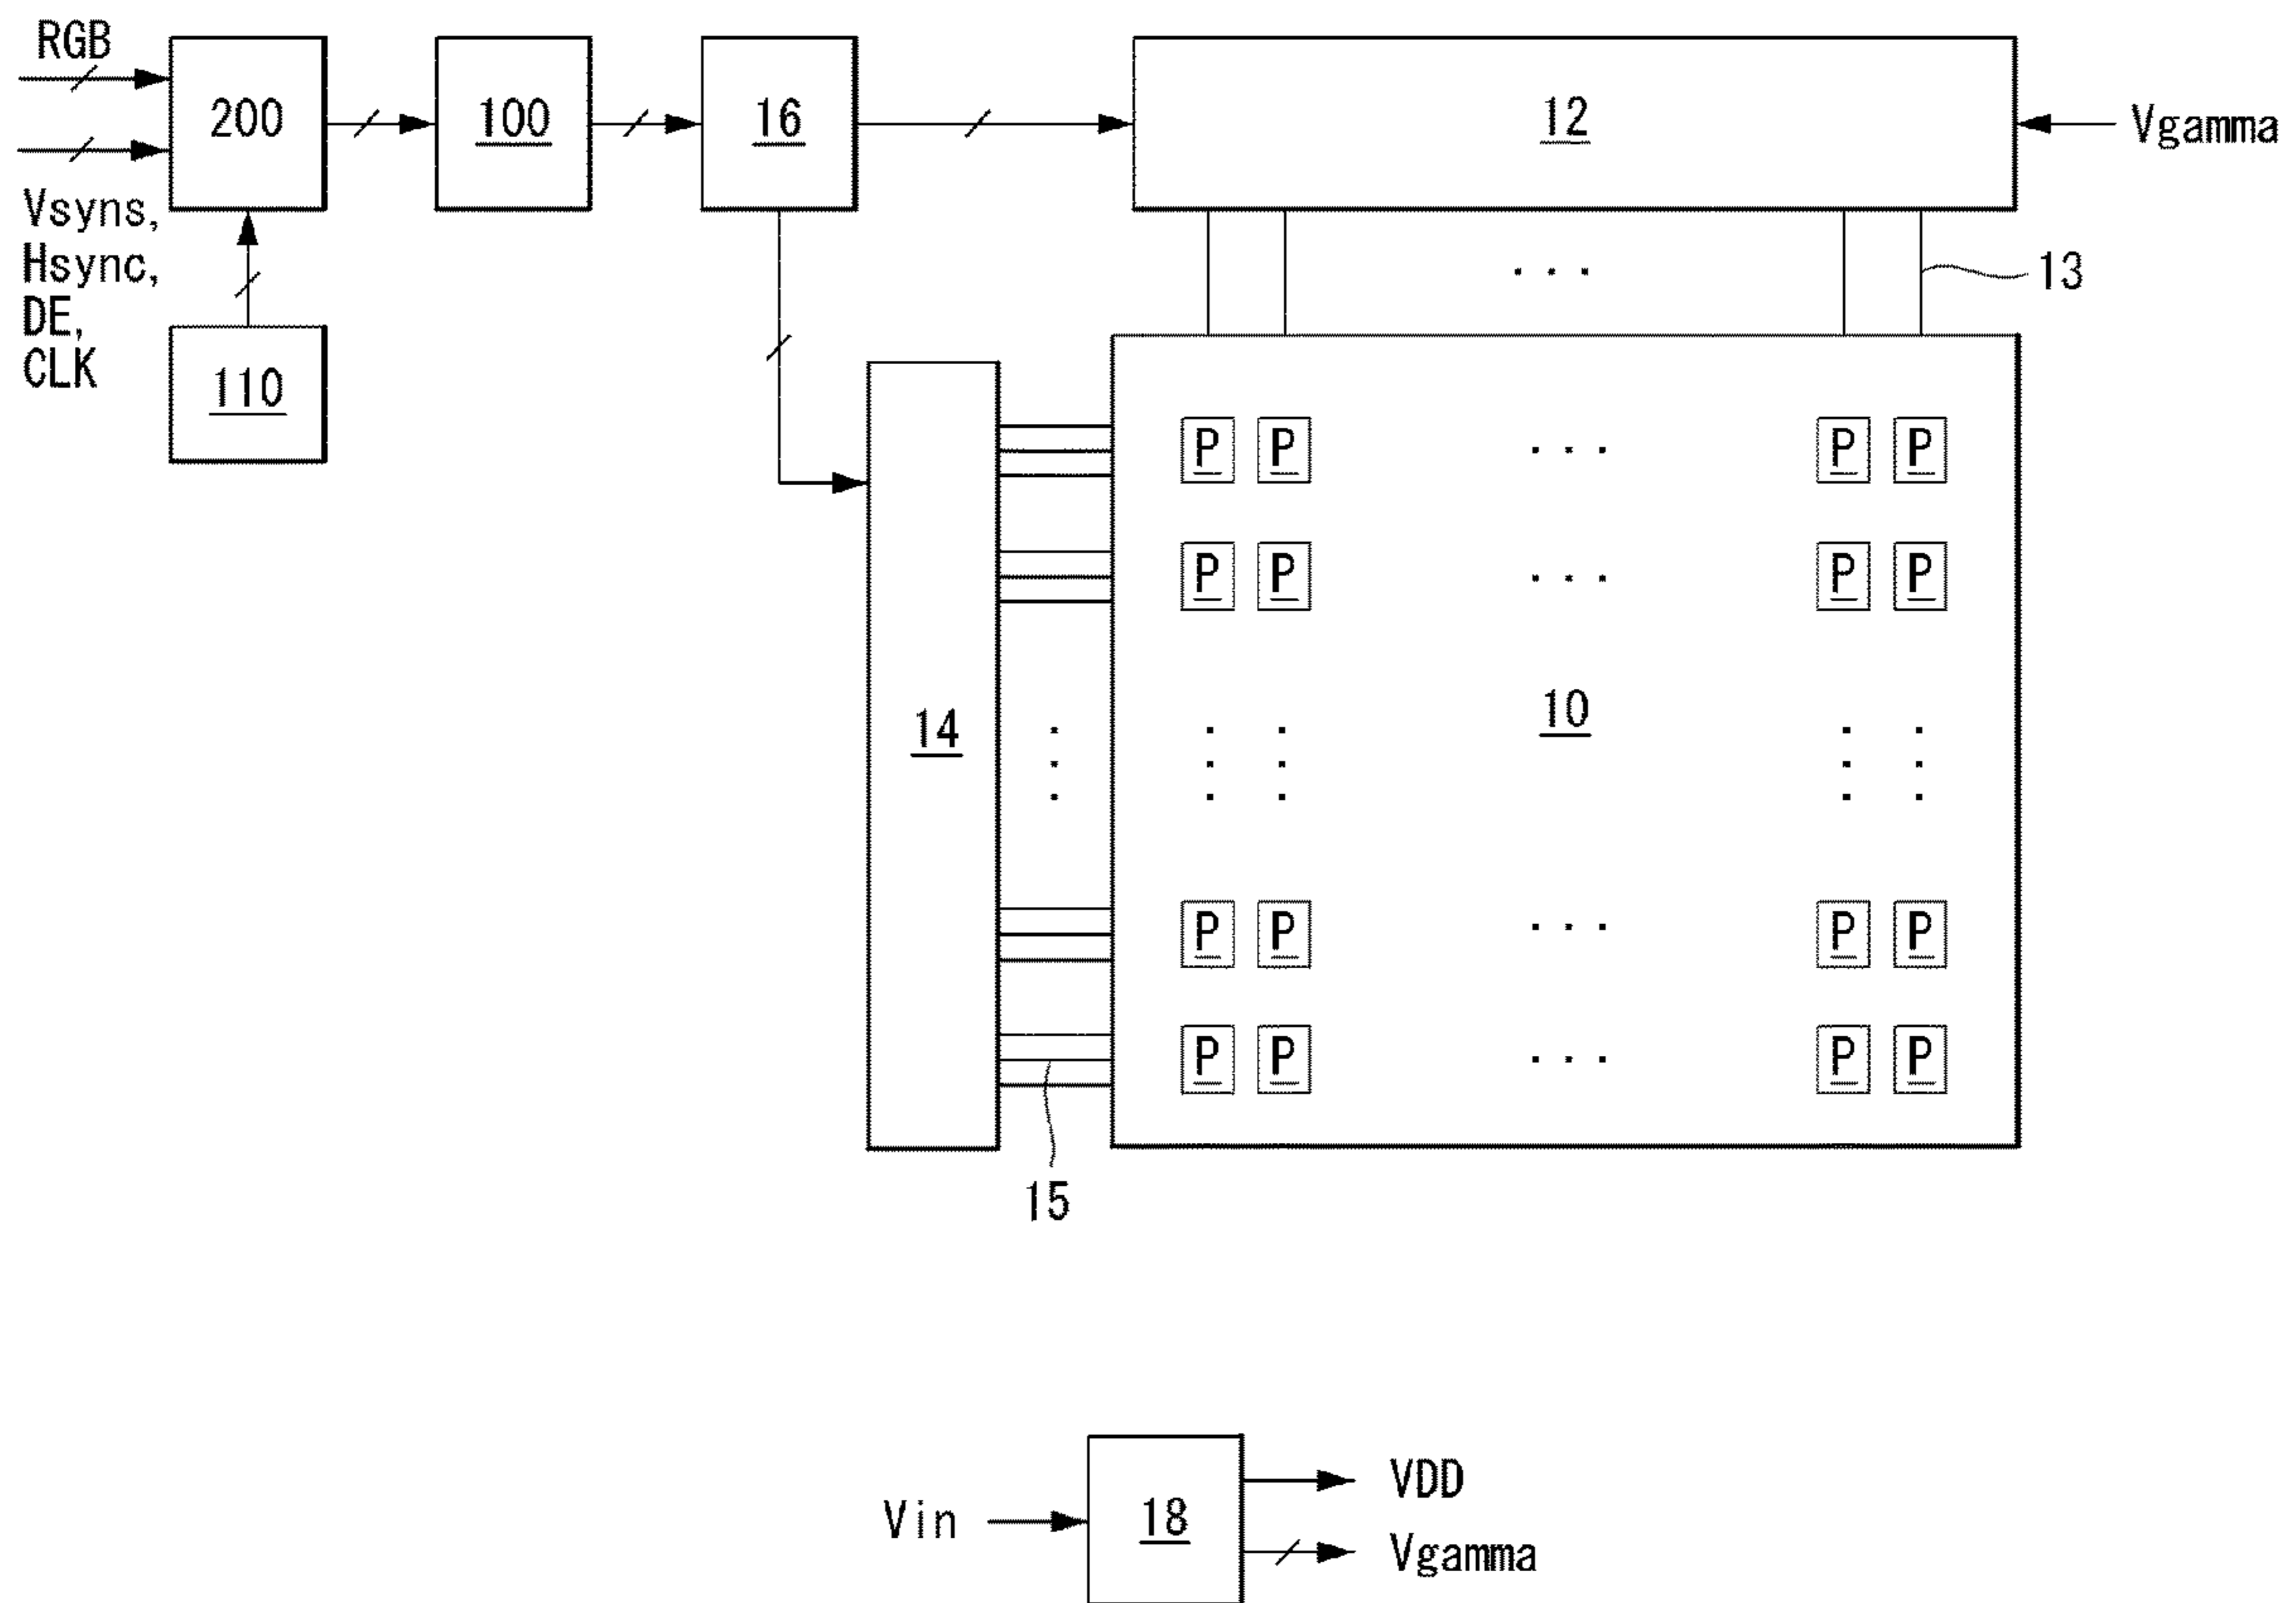 RGB
200
100
16
12
Vgamma
Vsyns,
Hsync,
DE,
CLK
13
110
P P . . . P P
P P . . . P P
14
10
P P . . . P P
P P . . . P P
15
Vin
18
VDD
Vgamma